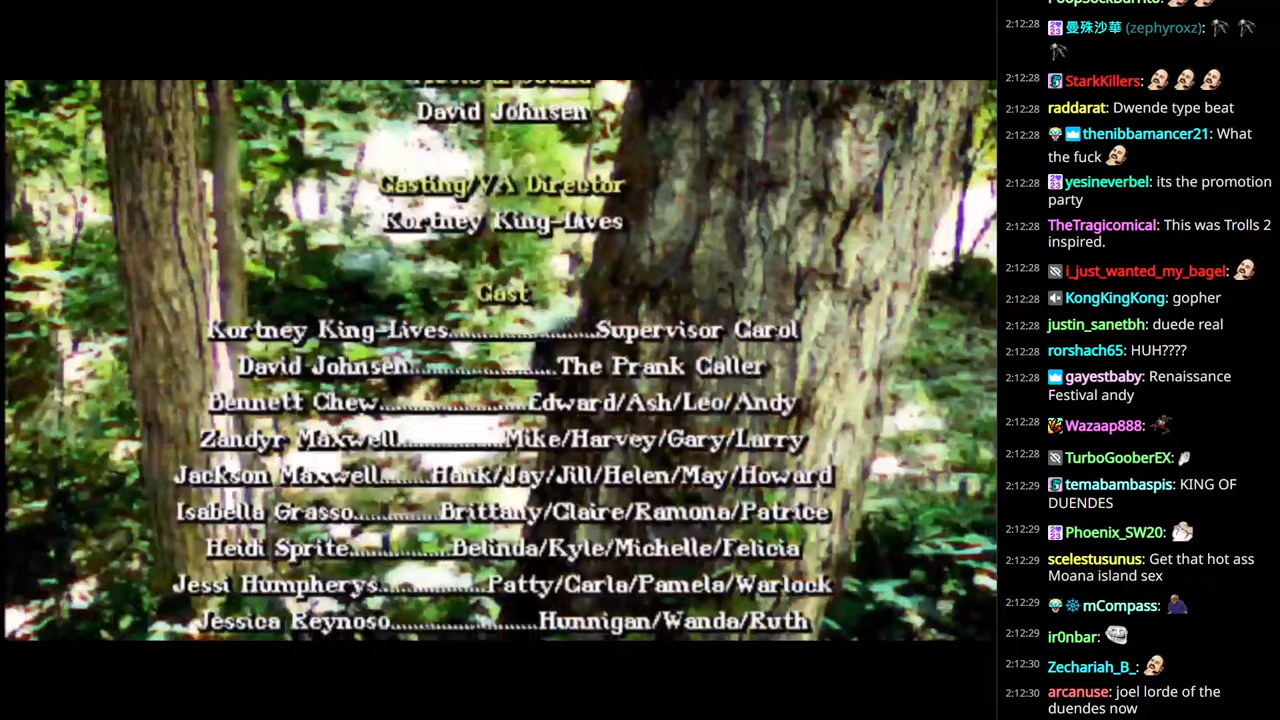 David Johnsen
Casting/VA Director
Kortney King-Lives
Cast
Kortney King-Lives....................Supervisor Carol
David Johnsen....................The Prank Caller
Bennett Chew....................Edward/Ash/Leo/Andy
Zandyr Maxwell..............Mike/Harvey/Gary/Larry
Jackson Maxwell.......Hank/Jay/Jill/Helen/May/Howard
Isabella Grasso............Brittany/Claire/Ramona/Patrice
Heidi Sprite..............Belinda/Kyle/Michelle/Felicia
Jessi Humpherys...............Patty/Carla/Pamela/Warlock
Jessica Reynoso....................Hunnigan/Wanda/Ruth
2:12:28 曼殊沙華 (zephyroxz):
2:12:28 StarkKillers:
2:12:28 raddarat: Dwende type beat
2:12:28 thenibbamancer21: What
the fuck
2:12:28 yesineverbel: its the promotion
party
2:12:28 TheTragicomical: This was Trolls 2
inspired.
2:12:28 i_just_wanted_my_bagel:
2:12:28 KongKingKong: gopher
2:12:28 justin_sanetbh: duede real
2:12:28 rorshach65: HUH????
2:12:28 gayestbaby: Renaissance
Festival andy
2:12:28 Wazaap888:
2:12:28 TurboGooberEX:
2:12:29 temabambaspis: KING OF
DUENDES
2:12:29 Phoenix_SW20:
2:12:29 scelestusunus: Get that hot ass
Moana island sex
2:12:29 mCompass:
2:12:29 ir0nbar:
2:12:30 Zechariah_B_:
2:12:30 arcanuse: joel lorde of the
duendes now